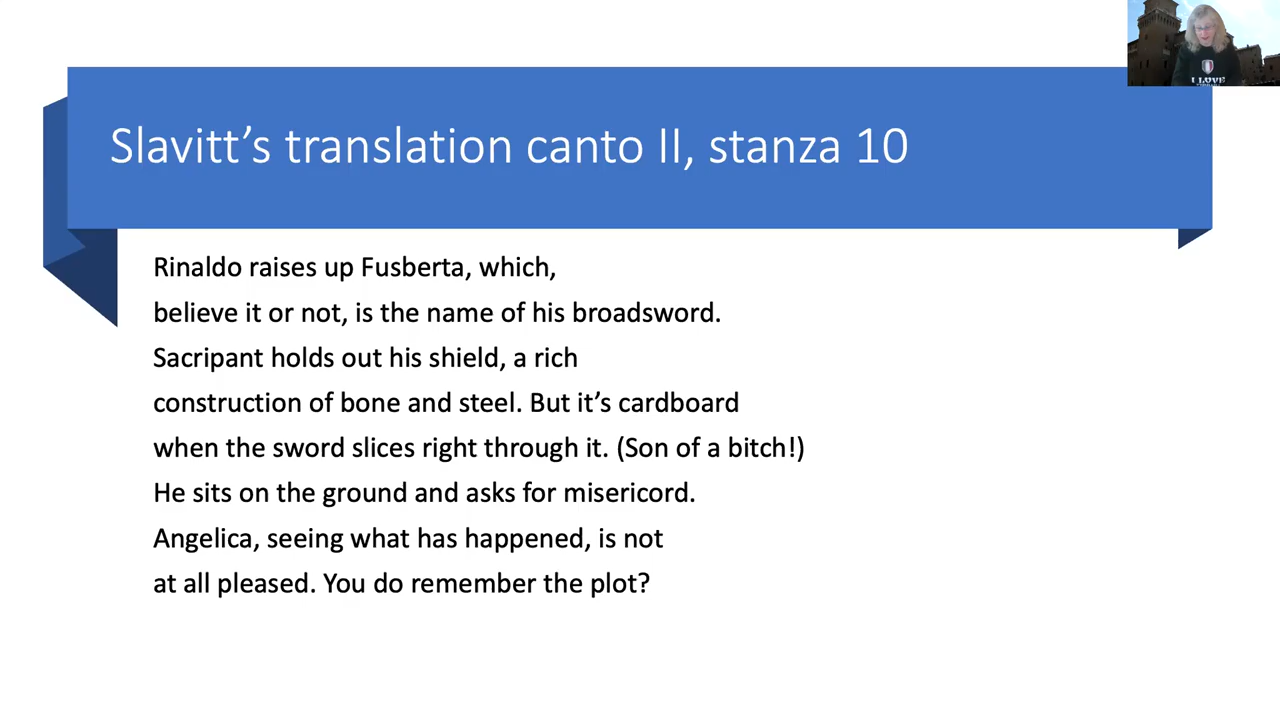 Slavitt’s translation canto II, stanza 10
Rinaldo raises up Fusberta, which,
believe it or not, is the name of his broadsword.
Sacripant holds out his shield, a rich
construction of bone and steel. But it’s cardboard
when the sword slices right through it. (Son of a bitch!)
He sits on the ground and asks for misericord.
Angelica, seeing what has happened, is not
at all pleased. You do remember the plot?
I LOVE